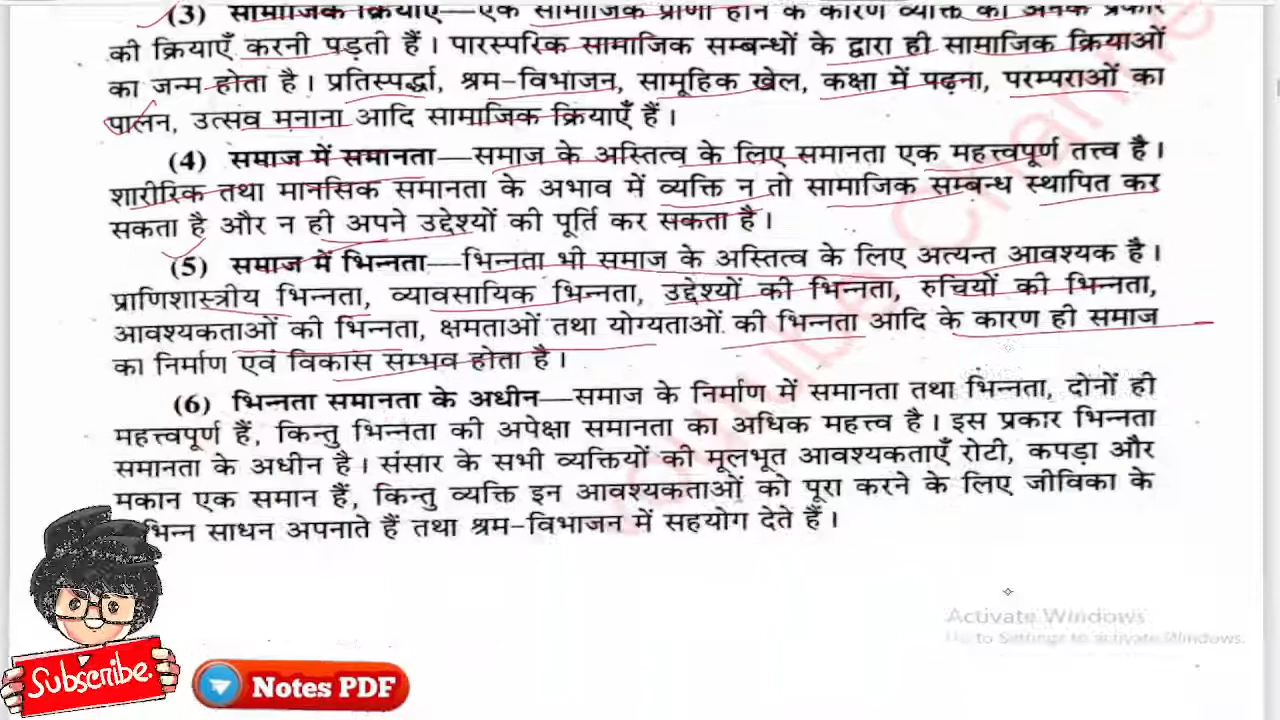 (3) सामाजिक क्रियाएँ—एक सामाजिक प्राणी होने के कारण व्यक्ति को अनेक प्रकार
की क्रियाएँ करनी पड़ती हैं। पारस्परिक सामाजिक सम्बन्धों के द्वारा ही सामाजिक क्रियाओं
का जन्म होता है। प्रतिस्पर्द्धा, श्रम-विभाजन, सामूहिक खेल, कक्षा में पढ़ना, परम्पराओं का
पालन, उत्सव मनाना आदि सामाजिक क्रियाएँ हैं।
(4) समाज में समानता—समाज के अस्तित्व के लिए समानता एक महत्त्वपूर्ण तत्त्व है।
शारीरिक तथा मानसिक समानता के अभाव में व्यक्ति न तो सामाजिक सम्बन्ध स्थापित कर
सकता है और न ही अपने उद्देश्यों की पूर्ति कर सकता है।
(5) समाज में भिन्नता—भिन्नता भी समाज के अस्तित्व के लिए अत्यन्त आवश्यक है।
प्राणिशास्त्रीय भिन्नता, व्यावसायिक भिन्नता, उद्देश्यों की भिन्नता, रुचियों की भिन्नता,
आवश्यकताओं की भिन्नता, क्षमताओं तथा योग्यताओं की भिन्नता आदि के कारण ही समाज
का निर्माण एवं विकास सम्भव होता है।
(6) भिन्नता समानता के अधीन—समाज के निर्माण में समानता तथा भिन्नता, दोनों ही
महत्त्वपूर्ण हैं, किन्तु भिन्नता की अपेक्षा समानता का अधिक महत्त्व है। इस प्रकार भिन्नता
समानता के अधीन है। संसार के सभी व्यक्तियों की मूलभूत आवश्यकताएँ रोटी, कपड़ा और
मकान एक समान हैं, किन्तु व्यक्ति इन आवश्यकताओं को पूरा करने के लिए जीविका के
भिन्न साधन अपनाते हैं तथा श्रम-विभाजन में सहयोग देते हैं।
Activate Windows
to Settings to activate Windows.
Subscribe.
Notes PDF